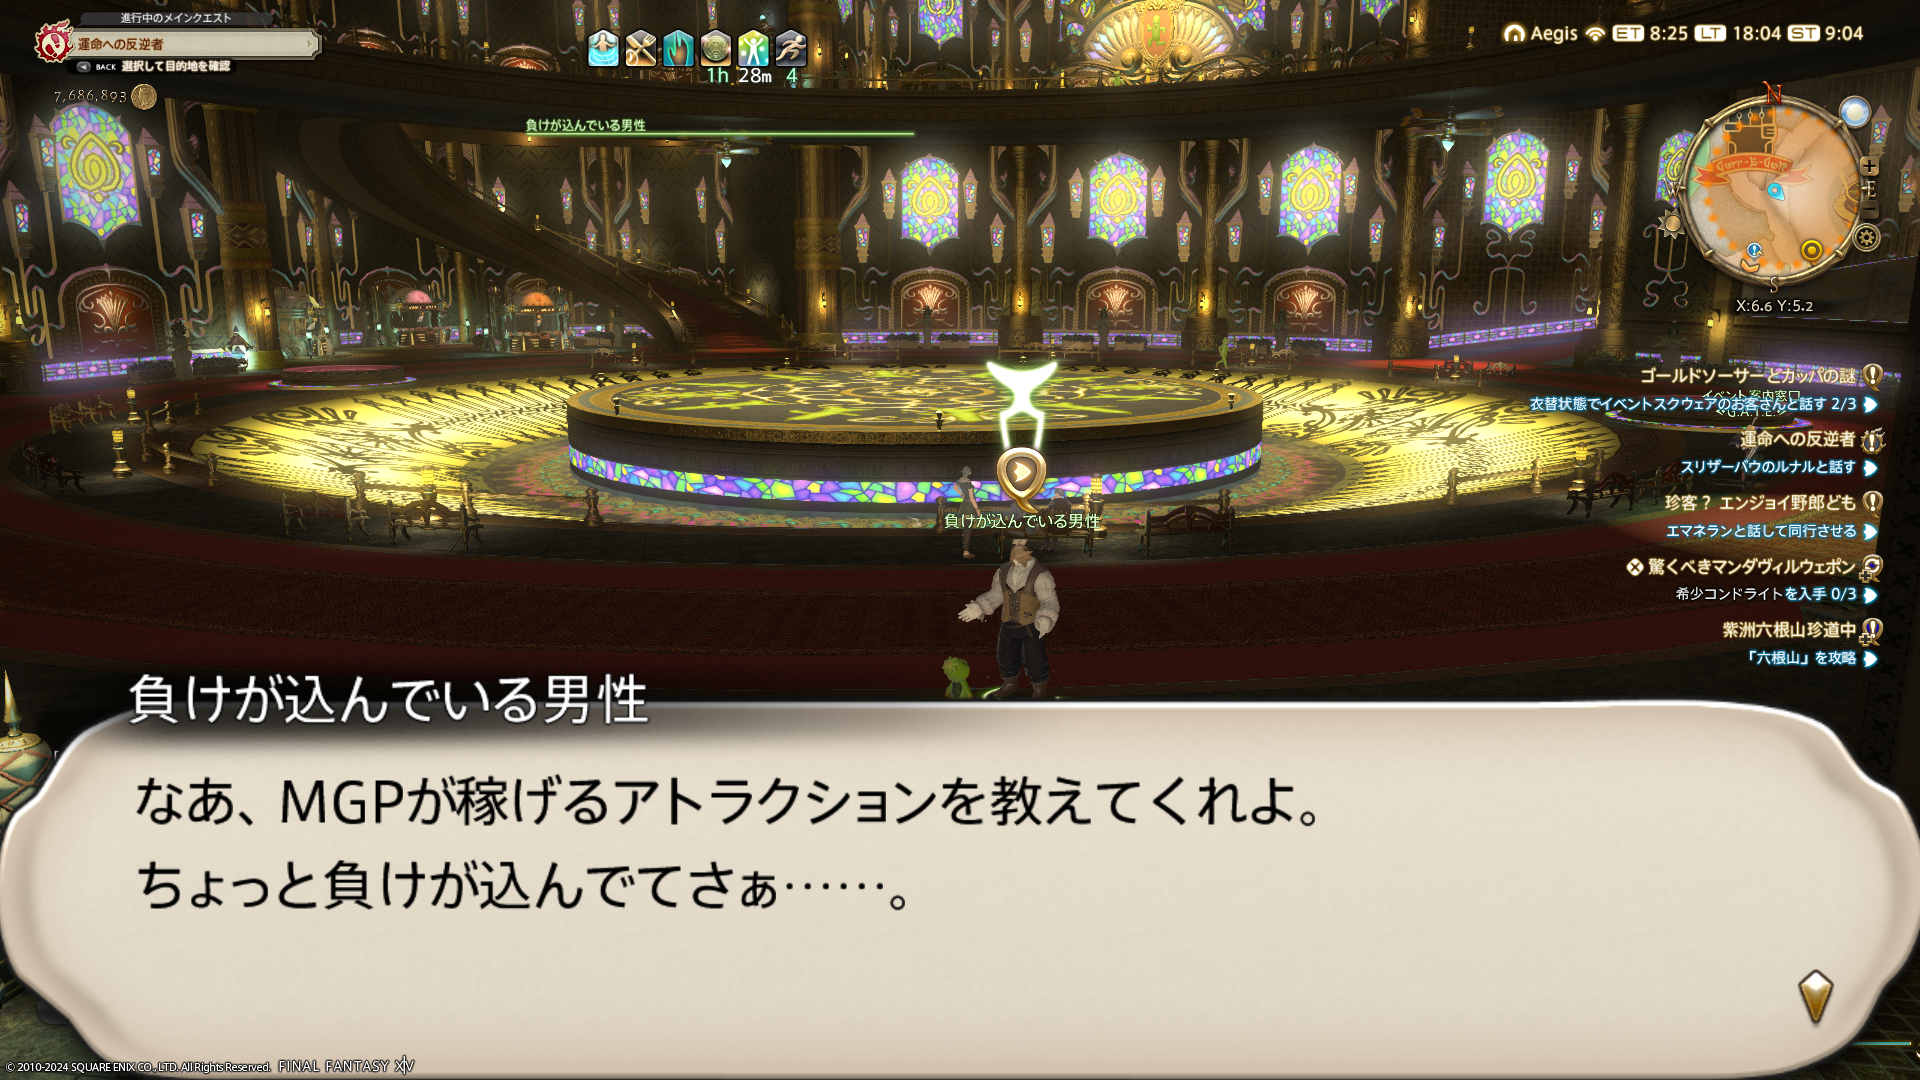 進行中のメインクエスト
運命への反逆者
BACK 選択して目的地を確認
7,686,893
1h 28m 4
負けが込んでいる男性
Aegis ET 8:25 LT 18:04 ST 9:04
N
E
W
S
X:6.6 Y:5.2
ゴールドソーサーとカッパの謎
イベント案内窓口
衣替状態でイベントスクウェアのお客さんと話す 2/3
運命への反逆者
スリザーバウのルナルと話す
珍客？ エンジョイ野郎ども
エマネランと話して同行させる
驚くべきマンダヴィルウェポン
希少コンドライトを入手 0/3
紫洲六根山珍道中
「六根山」を攻略
負けが込んでいる男性
負けが込んでいる男性
なあ、MGPが稼げるアトラクションを教えてくれよ。
ちょっと負けが込んでてさぁ……。
© 2010-2024 SQUARE ENIX CO., LTD. All Rights Reserved. FINAL FANTASY XIV